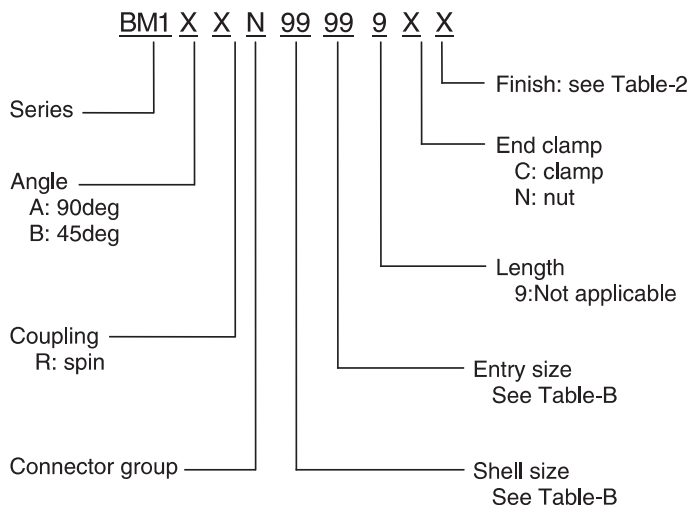 BM1 X X N 99 99 9 X X
Series
Angle
A: 90deg
B: 45deg
Coupling
R: spin
Connector group
Finish: see Table-2
End clamp
C: clamp
N: nut
Length
9:Not applicable
Entry size
See Table-B
Shell size
See Table-B